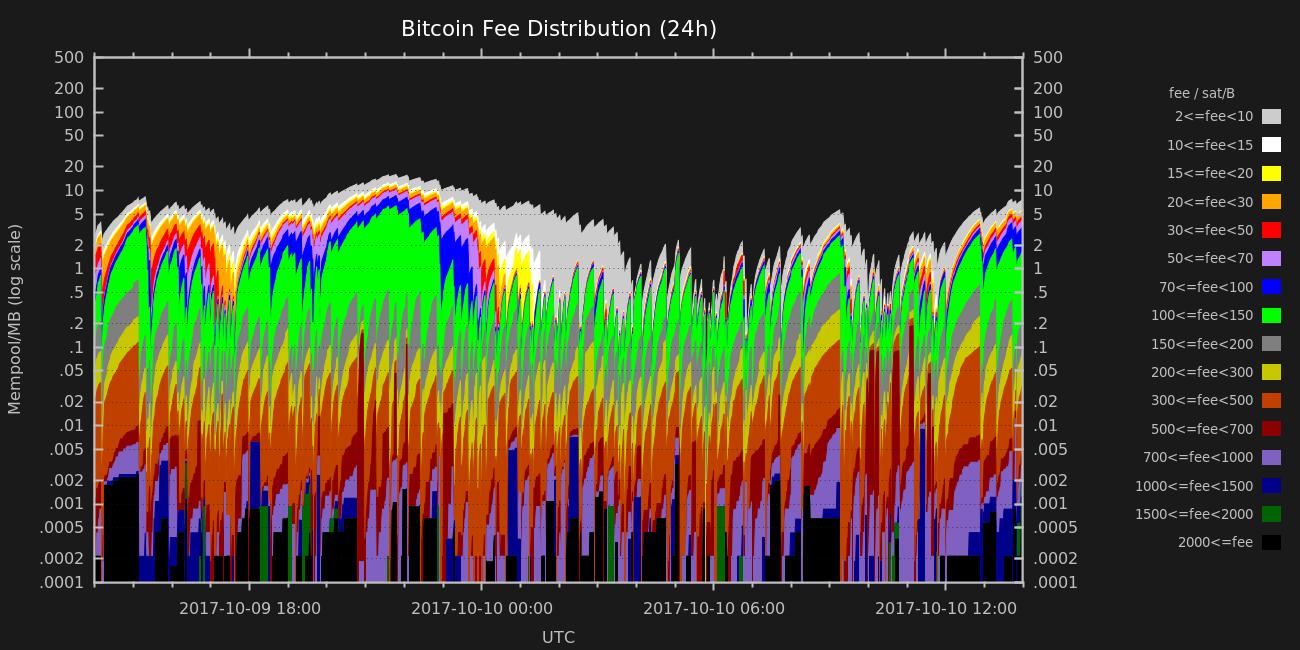 Bitcoin Fee Distribution (24h)
500
200
100
50
20
10
5
2
1
.5
.2
.1
.05
.02
.01
.005
.002
.001
.0005
.0002
.0001
Mempool/MB (log scale)
500
200
100
50
20
10
5
2
1
.5
.2
.1
.05
.02
.01
.005
.002
.001
.0005
.0002
.0001
2017-10-09 18:00
2017-10-10 00:00
2017-10-10 06:00
2017-10-10 12:00
UTC
fee / sat/B
2<=fee<10
10<=fee<15
15<=fee<20
20<=fee<30
30<=fee<50
50<=fee<70
70<=fee<100
100<=fee<150
150<=fee<200
200<=fee<300
300<=fee<500
500<=fee<700
700<=fee<1000
1000<=fee<1500
1500<=fee<2000
2000<=fee